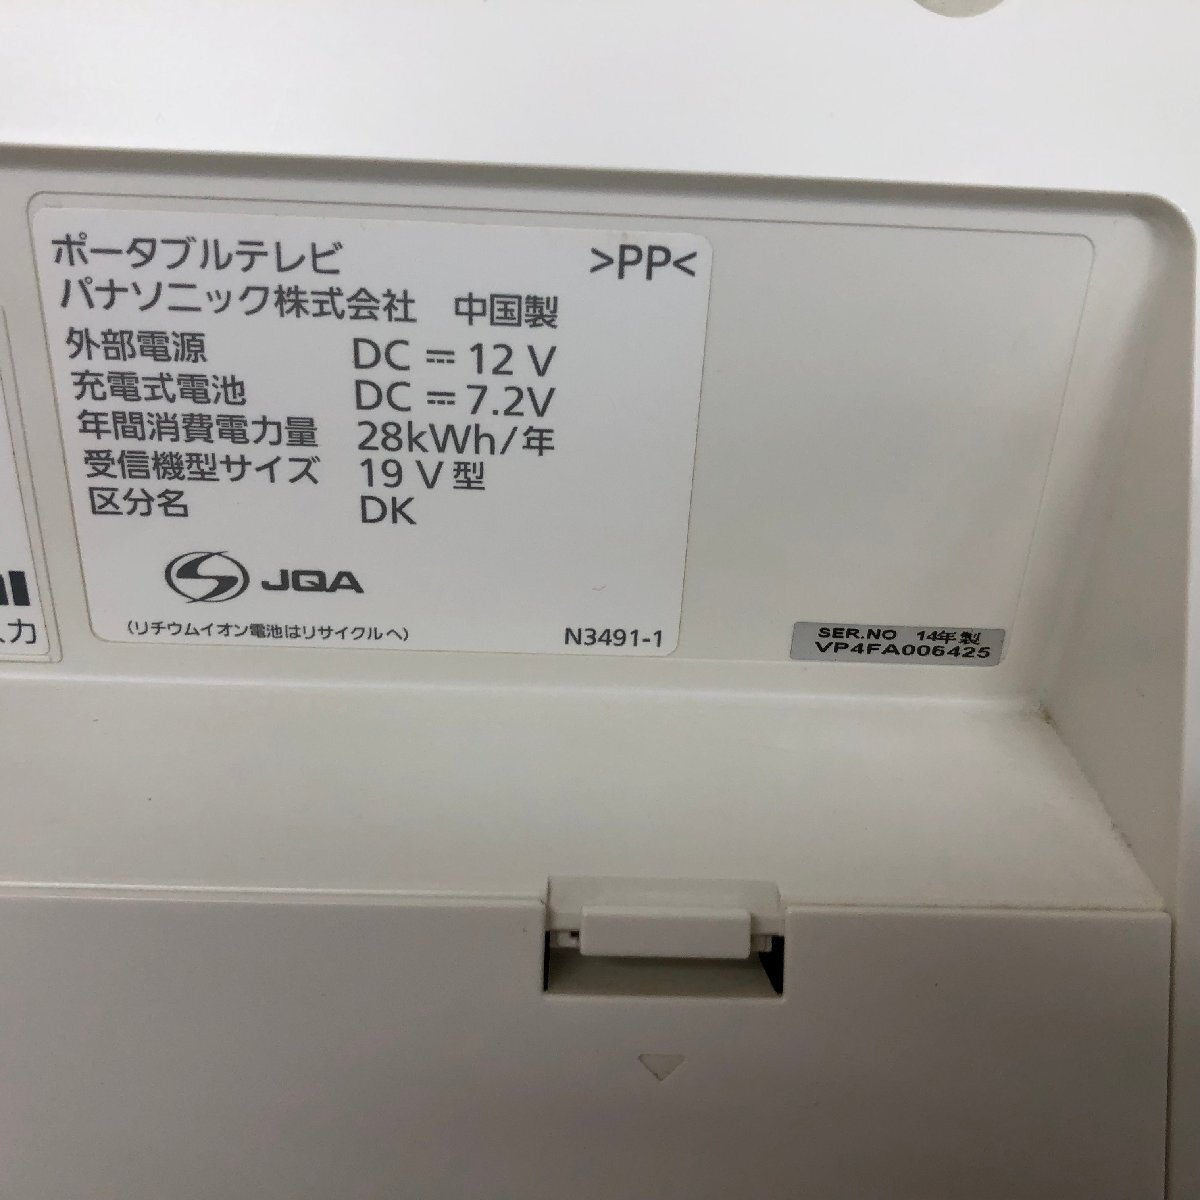 ポータブルテレビ >PP<
パナソニック株式会社 中国製
外部電源 DC ⎓ 12 V
充電式電池 DC ⎓ 7.2V
年間消費電力量 28kWh/年
受信機型サイズ 19 V 型
区分名 DK
JQA
(リチウムイオン電池はリサイクルへ) N3491-1
力
SER.NO 14年製
VP4FA006425